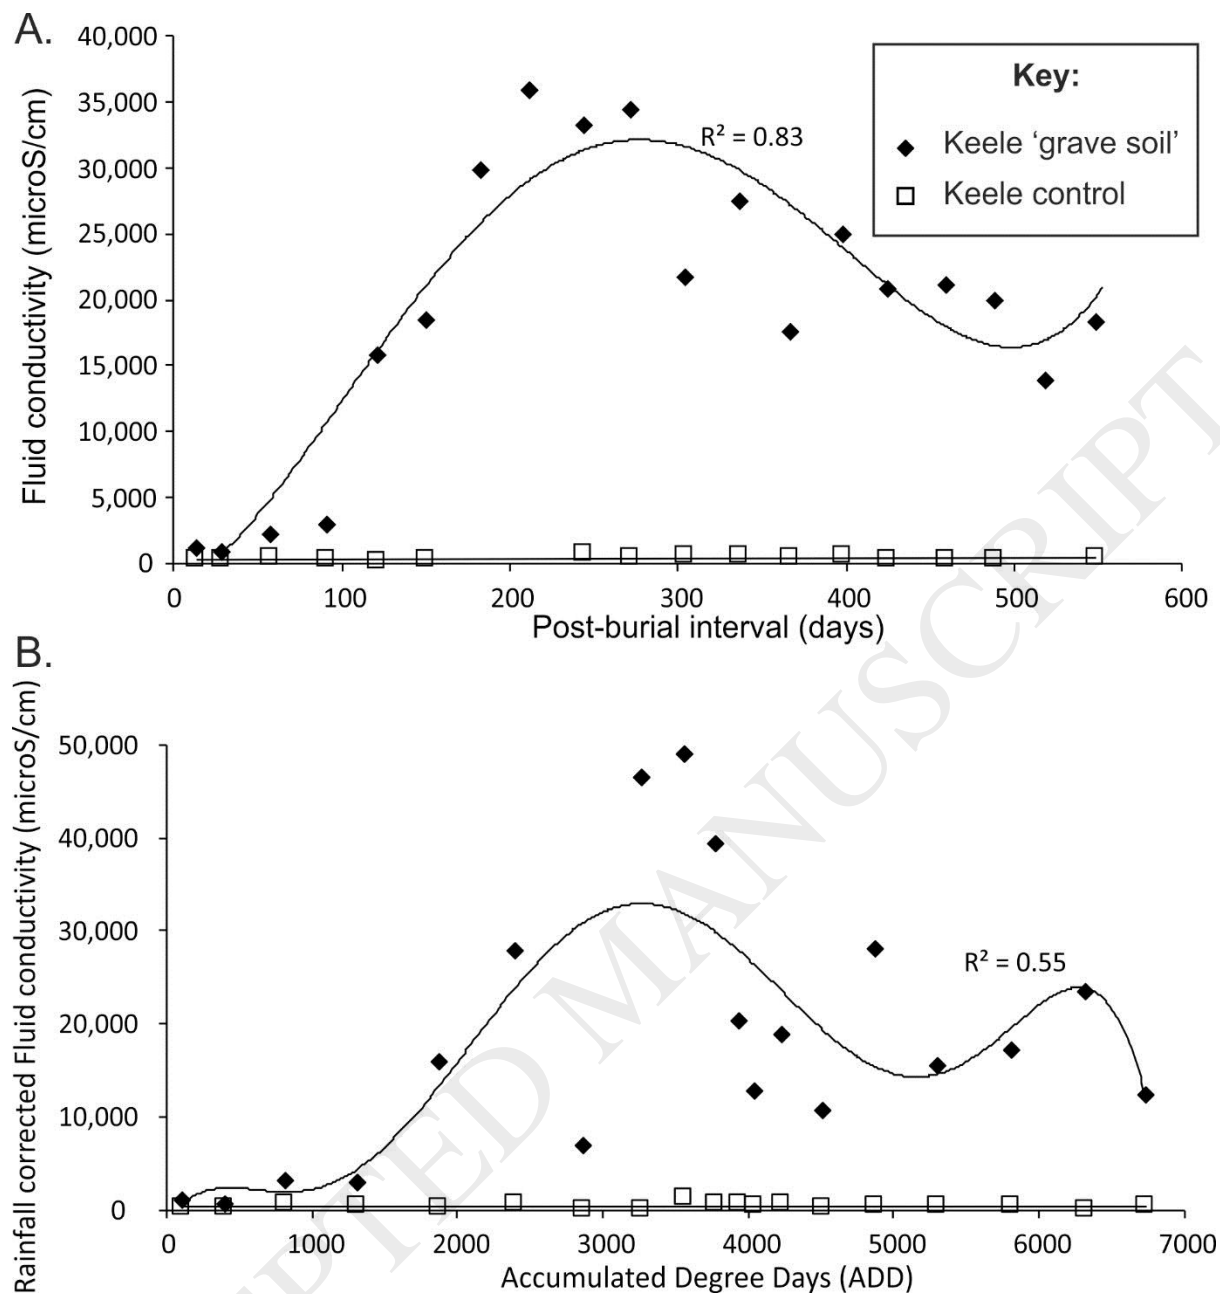 A.
40,000
35,000
30,000
25,000
20,000
15,000
10,000
5,000
0
Fluid conductivity (microS/cm)
R² = 0.83
Key:
Keele ‘grave soil’
Keele control
0 100 200 300 400 500 600
Post-burial interval (days)
B.
50,000
40,000
30,000
20,000
10,000
0
Rainfall corrected Fluid conductivity (microS/cm)
R² = 0.55
0 1000 2000 3000 4000 5000 6000 7000
Accumulated Degree Days (ADD)
EPTED MANUSCRIPT